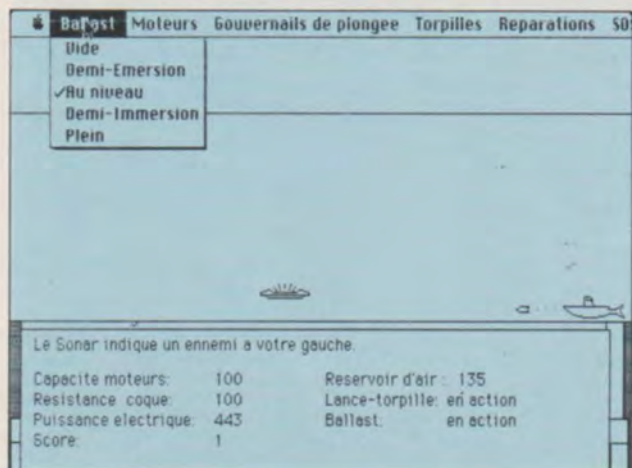 Balast Moteurs Gouvernails de plongee Torpilles Reparations SOS
Vide
Demi-Emersion
✓Au niveau
Demi-Immersion
Plein
Le Sonar indique un ennemi a votre gauche.
Capacite moteurs: 100 Reservoir d'air : 135
Resistance coque: 100 Lance-torpille: en action
Puissance electrique: 443 Ballast: en action
Score: 1